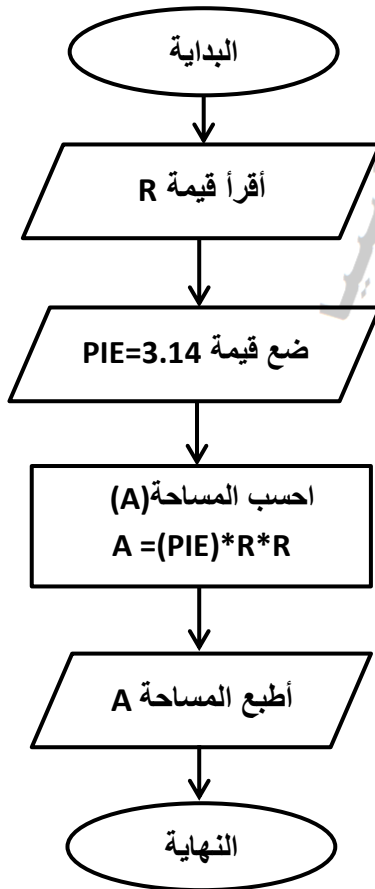 البداية
أقرأ قيمة R
ضع قيمة PIE=3.14
احسب المساحة(A)
A =(PIE)*R*R
أطبع المساحة A
النهاية